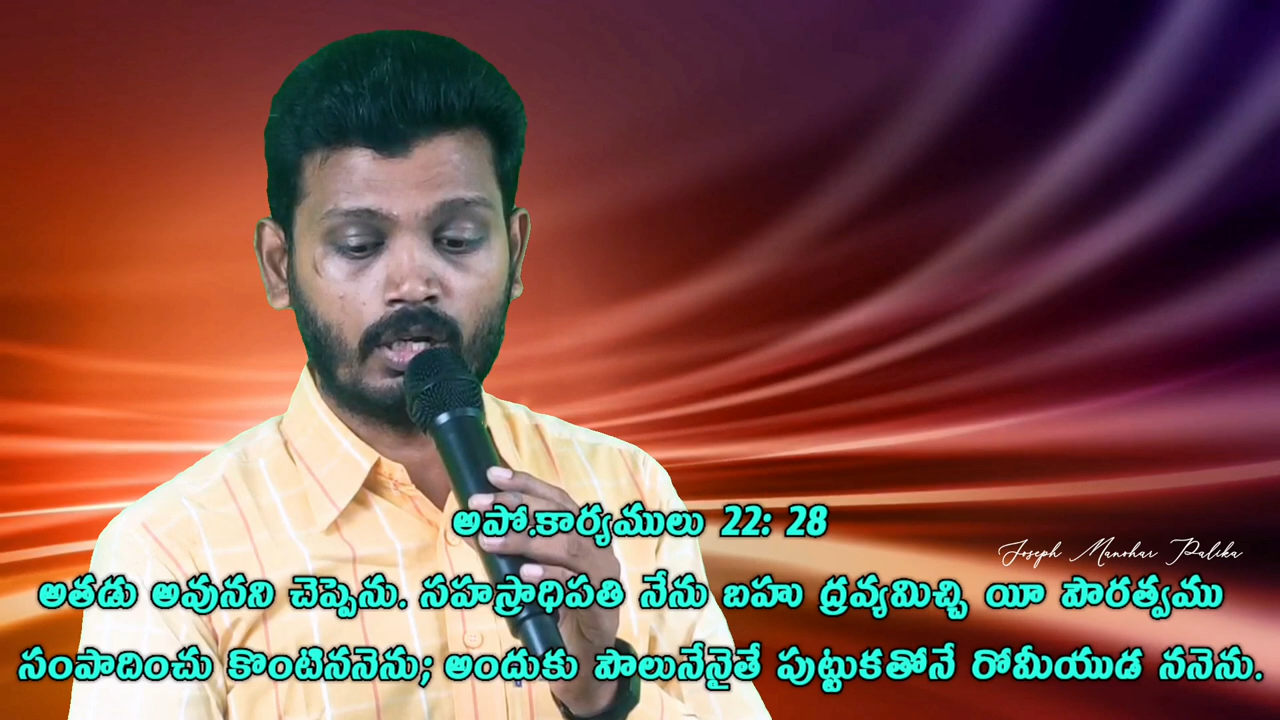 అపో.కార్యములు 22: 28
Joseph Manohar Palika
అతడు అవునని చెప్పెను. సహస్రాధిపతి నేను బహు ద్రవ్యమిచ్చి యీ పౌరత్వము
సంపాదించు కొంటిననెను; అందుకు పౌలునేనైతే పుట్టుకతోనే రోమీయుడ ననెను.